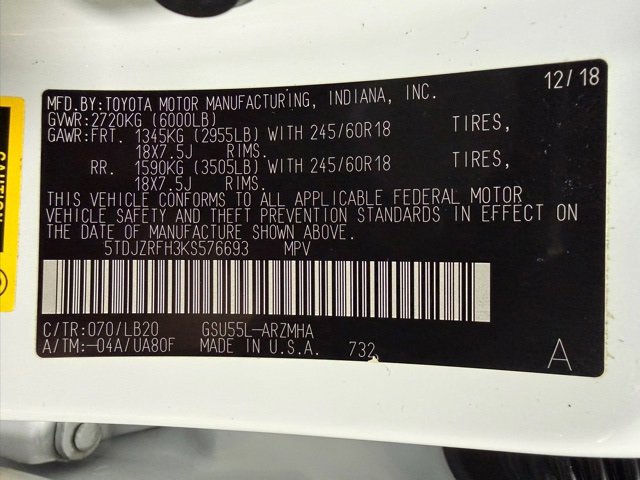 12/18
MFD.BY:TOYOTA MOTOR MANUFACTURING, INDIANA, INC.
GVWR:2720KG (6000LB)
GAWR:FRT. 1345KG (2955LB) WITH 245/60R18 TIRES,
18X7.5J RIMS.
RR. 1590KG (3505LB) WITH 245/60R18 TIRES,
18X7.5J RIMS.
THIS VEHICLE CONFORMS TO ALL APPLICABLE FEDERAL MOTOR
VEHICLE SAFETY AND THEFT PREVENTION STANDARDS IN EFFECT ON
THE DATE OF MANUFACTURE SHOWN ABOVE.
5TDJZRFH3KS576693 MPV
C/TR:070/LB20 GSU55L-ARZMHA
A/TM:-04A/UA80F MADE IN U.S.A. 732 A
CAUTION